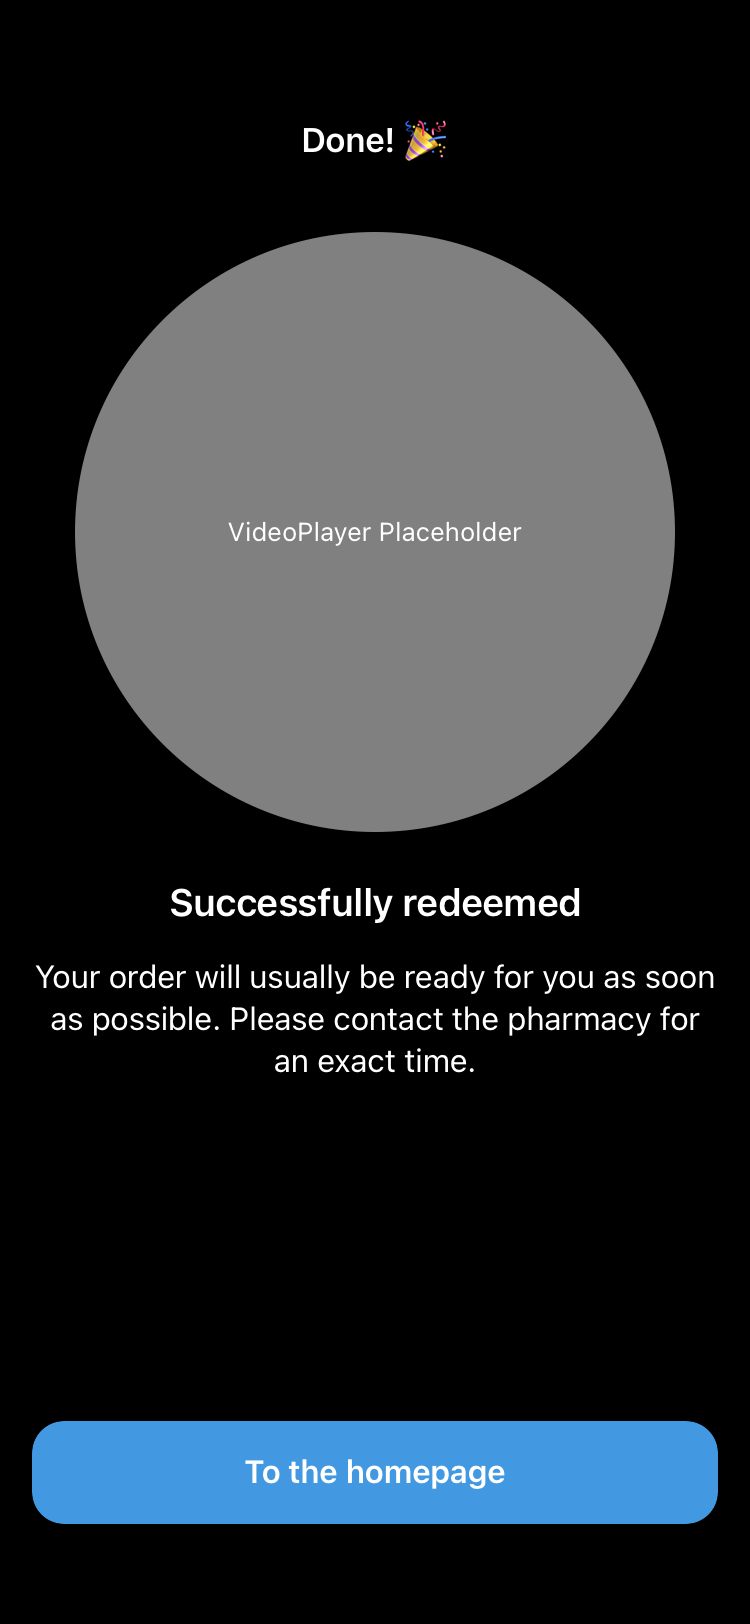 Done! 🎉
VideoPlayer Placeholder
Successfully redeemed
Your order will usually be ready for you as soon
as possible. Please contact the pharmacy for
an exact time.
To the homepage